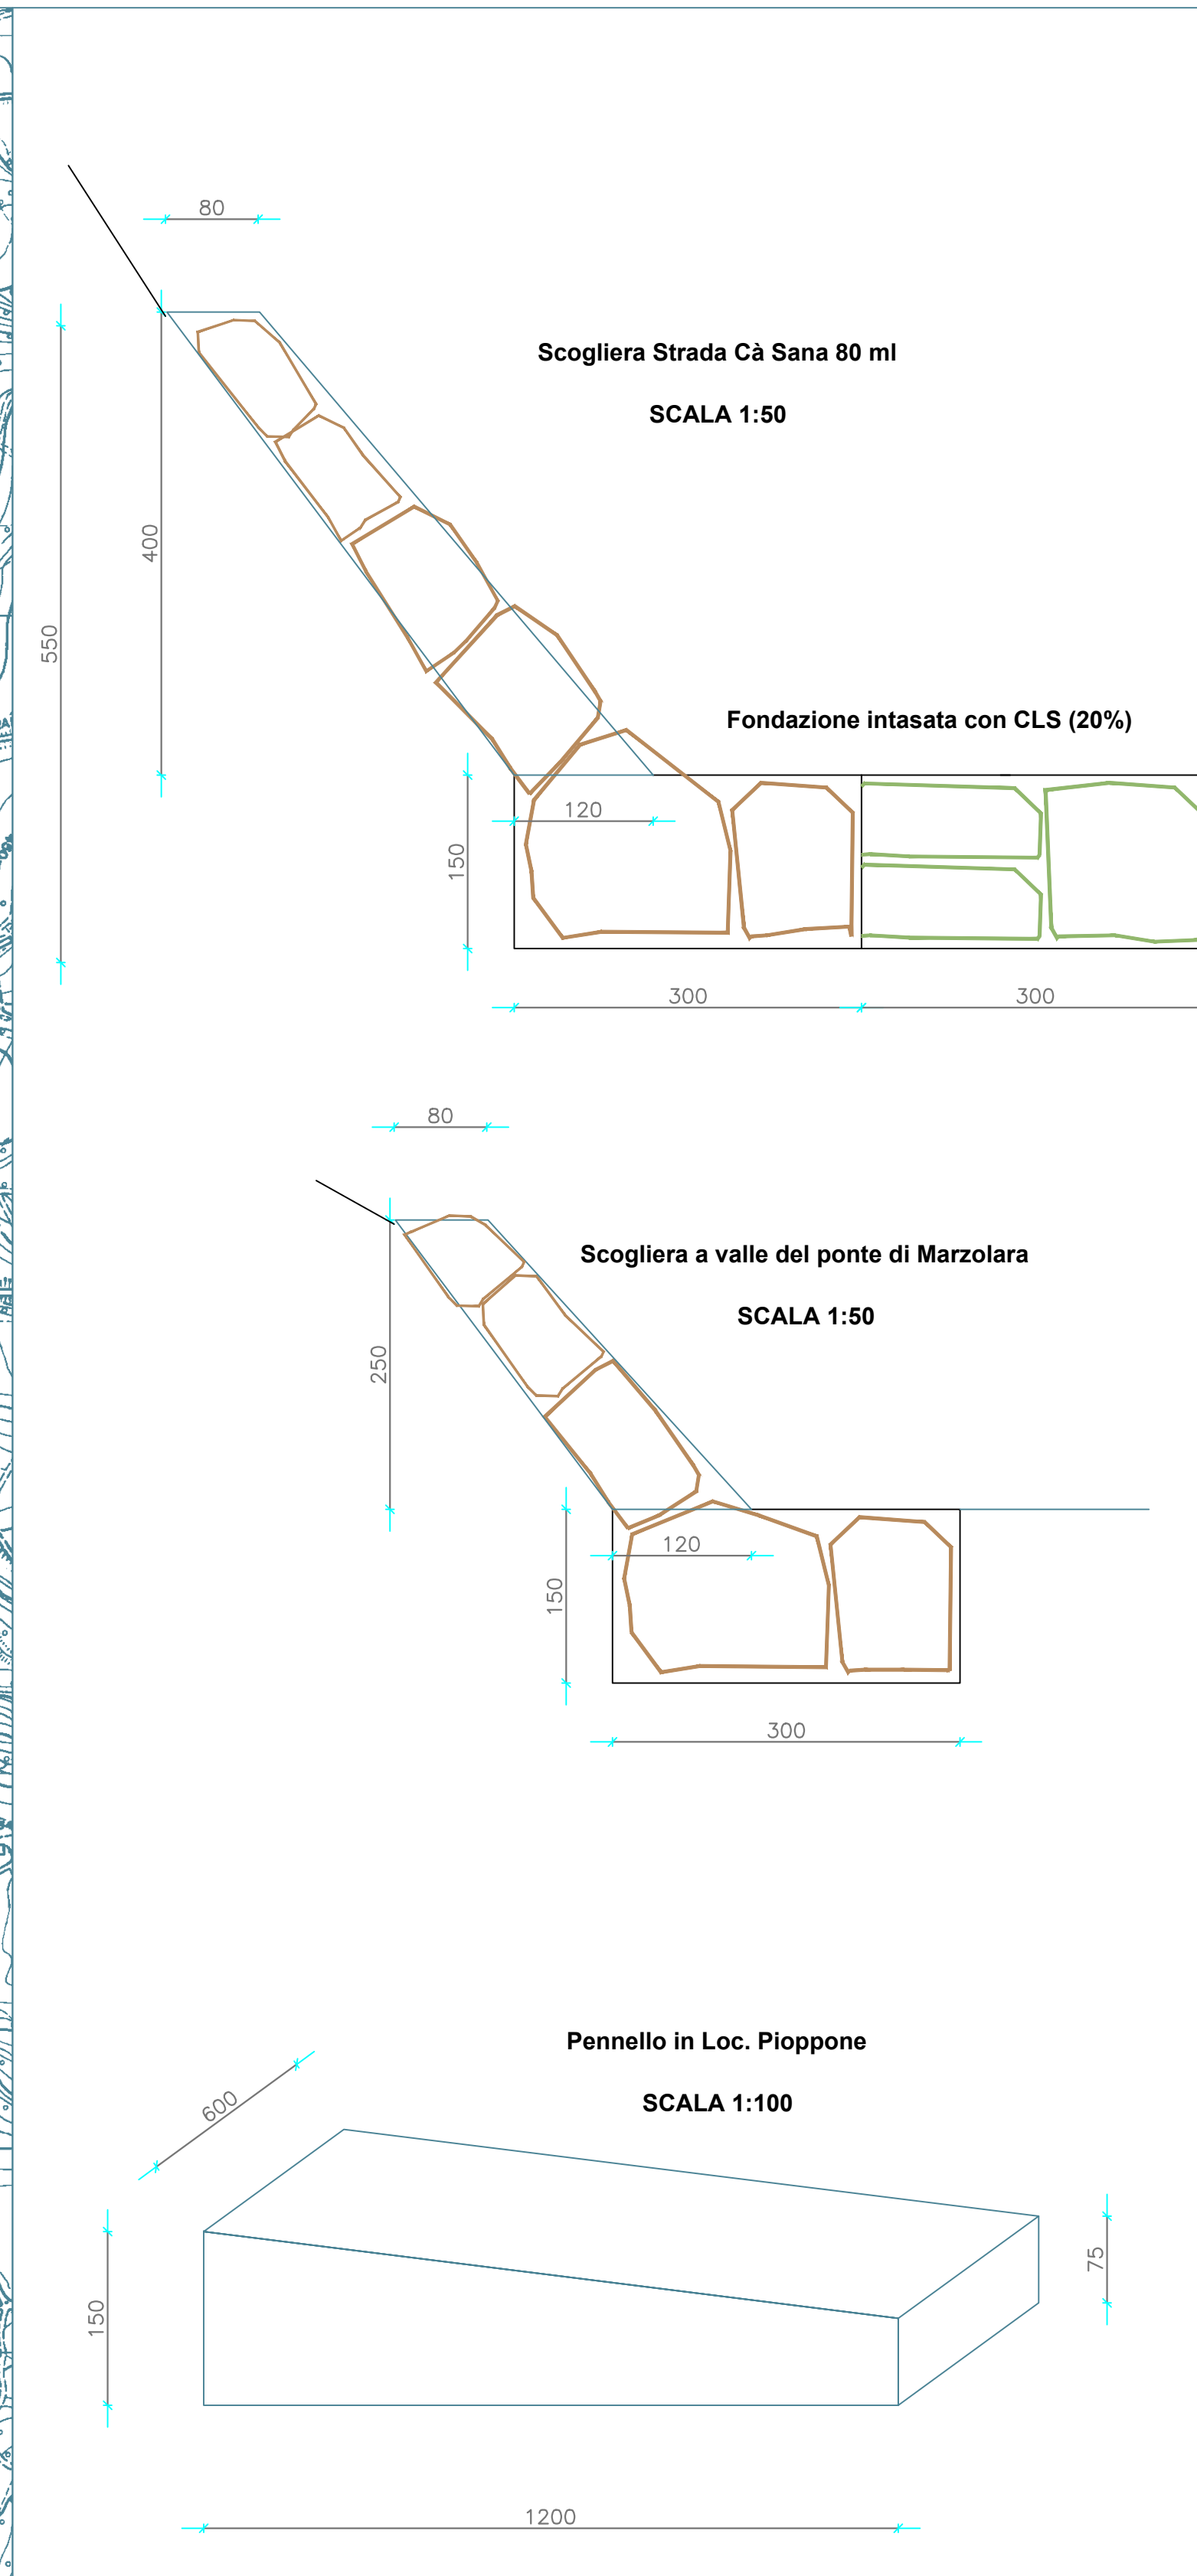 80
Scogliera Strada Cà Sana 80 ml
SCALA 1:50
400
550
Fondazione intasata con CLS (20%)
120
150
300
300
80
Scogliera a valle del ponte di Marzolara
SCALA 1:50
250
120
150
300
Pennello in Loc. Pioppone
SCALA 1:100
600
75
150
1200